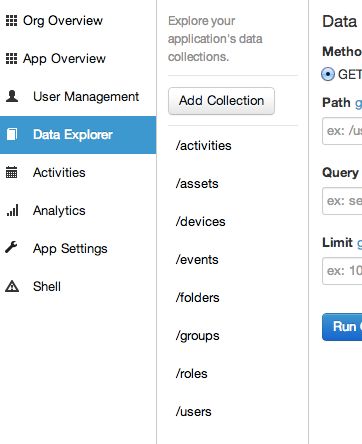 Org Overview
App Overview
User Management
Data Explorer
Activities
Analytics
App Settings
Shell
Explore your
application's data
collections.
Add Collection
/activities
/assets
/devices
/events
/folders
/groups
/roles
/users
Data
Metho
GET
Path g
ex: /us
Query
ex: se
Limit g
ex: 10
Run